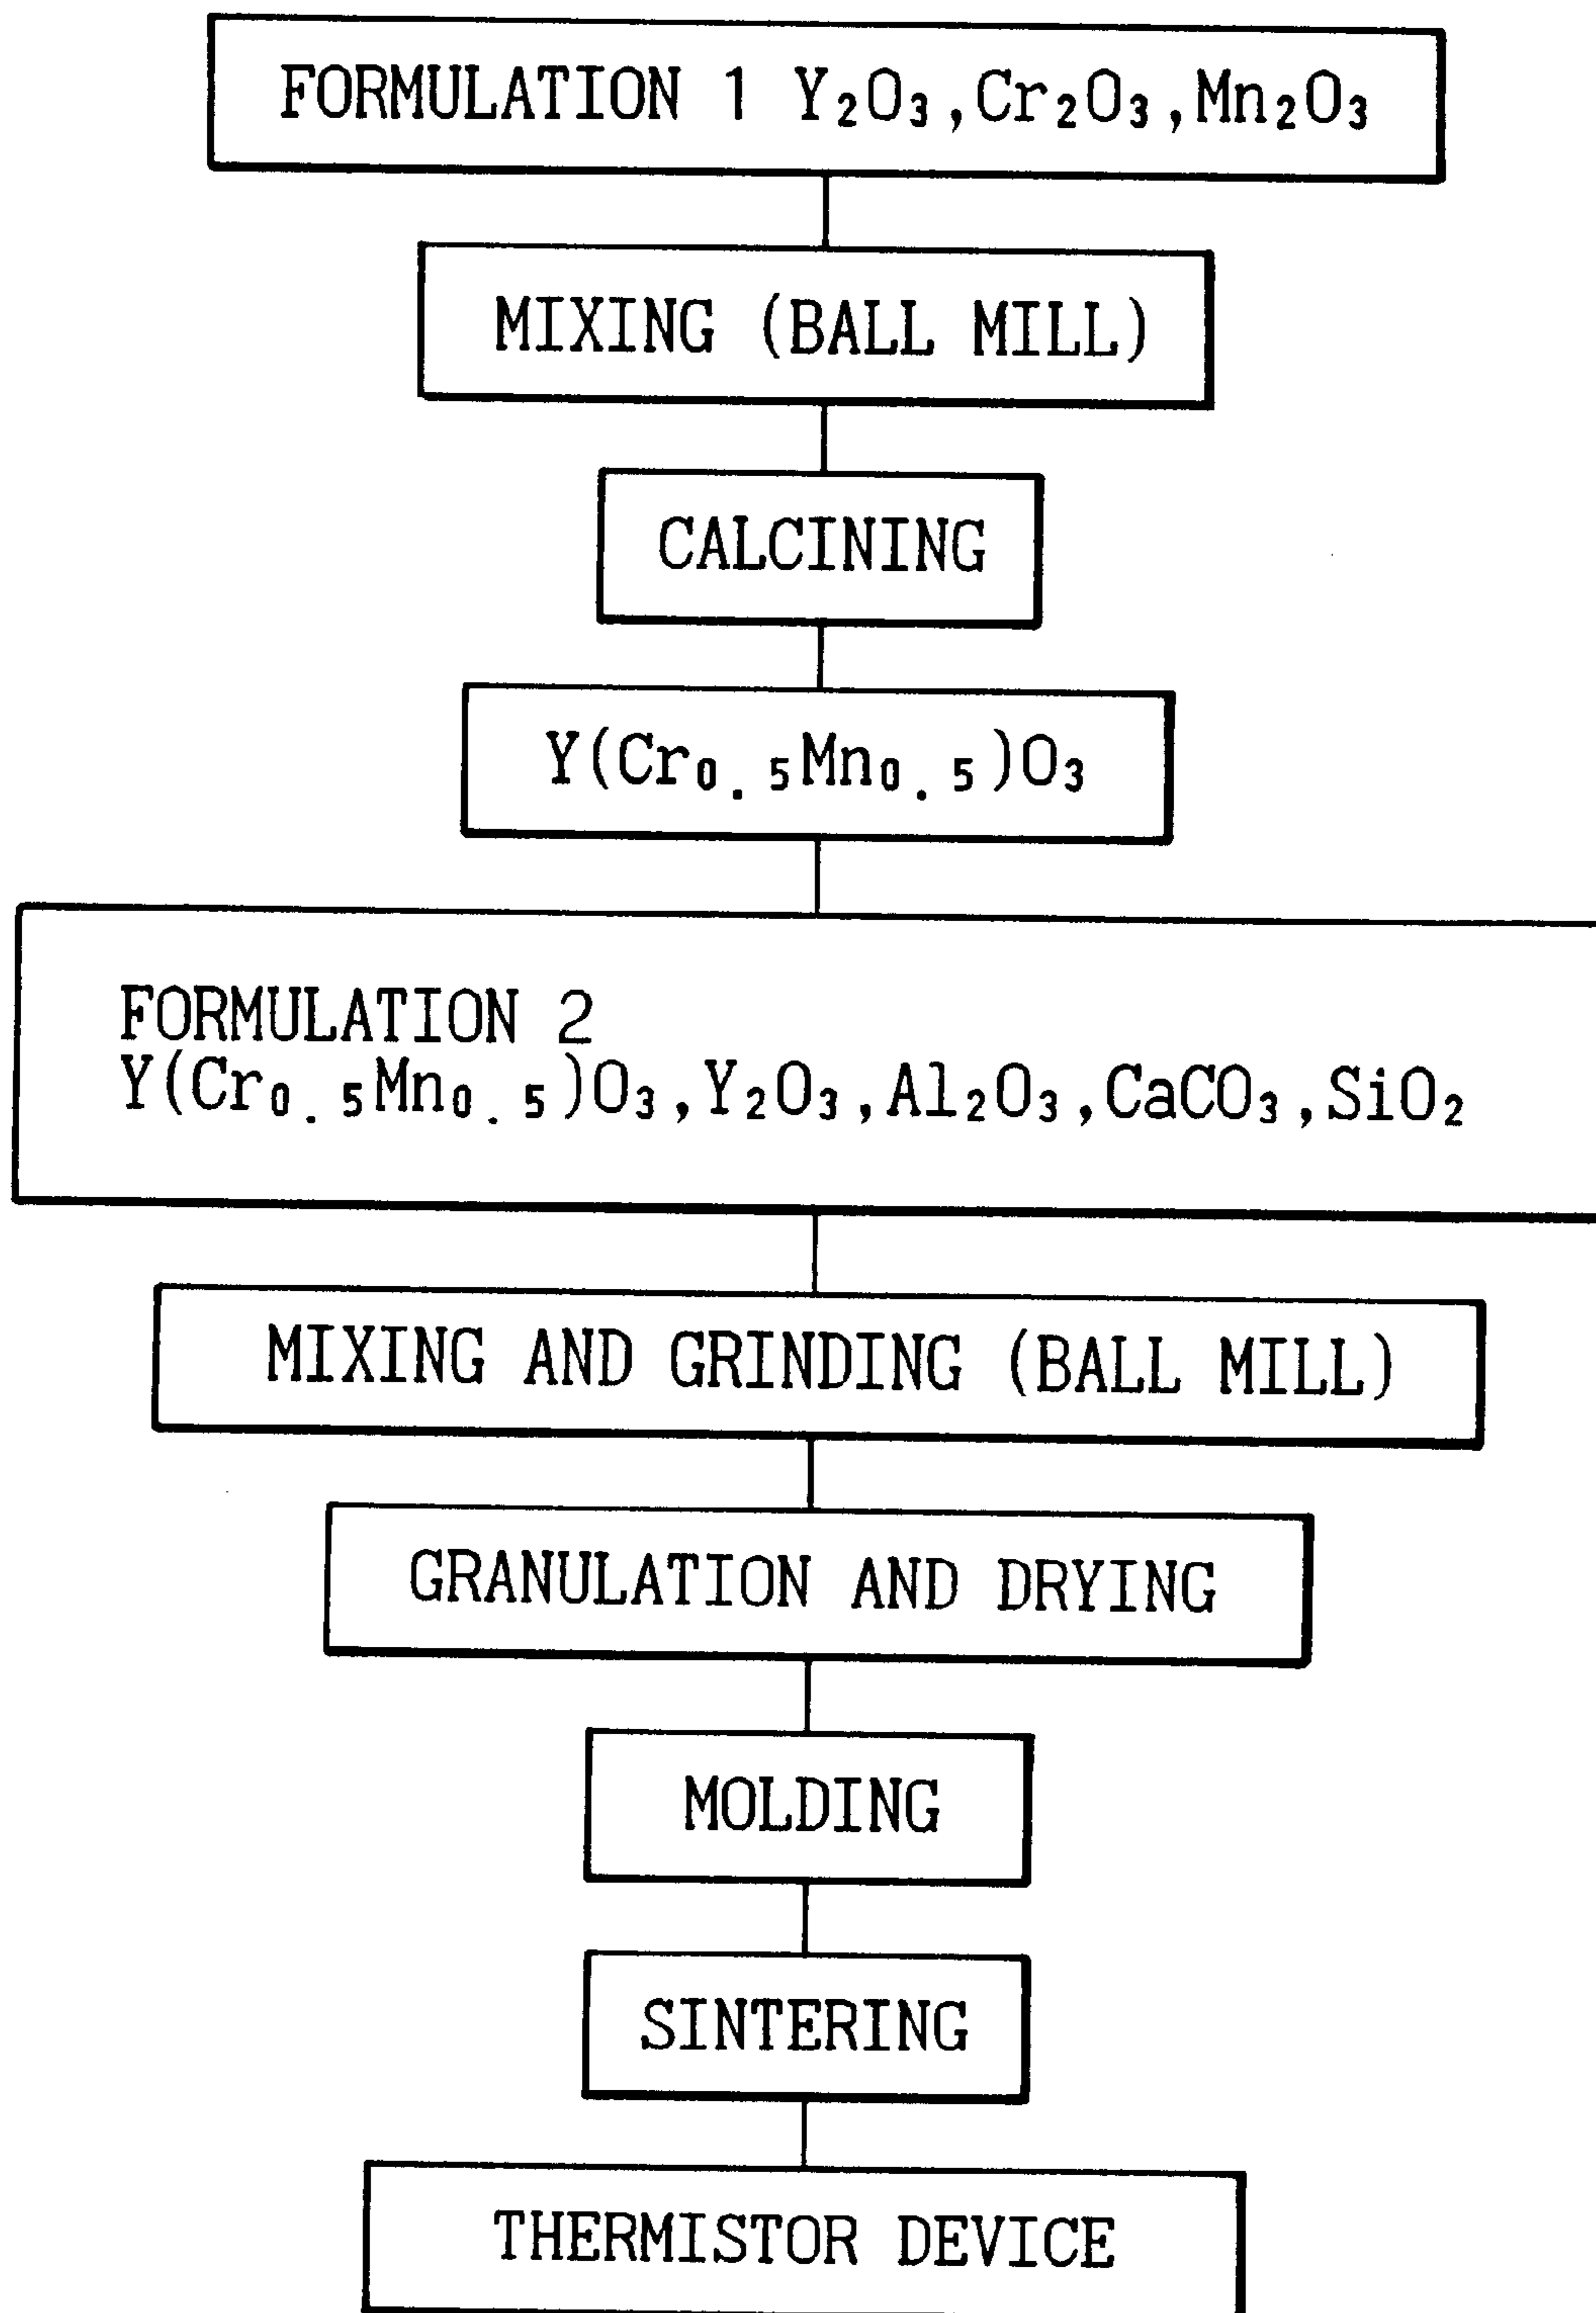 FORMULATION 1 Y₂O₃,Cr₂O₃,Mn₂O₃
MIXING (BALL MILL)
CALCINING
Y(Cr₀.₅Mn₀.₅)O₃
FORMULATION 2
Y(Cr₀.₅Mn₀.₅)O₃,Y₂O₃,Al₂O₃,CaCO₃,SiO₂
MIXING AND GRINDING (BALL MILL)
GRANULATION AND DRYING
MOLDING
SINTERING
THERMISTOR DEVICE